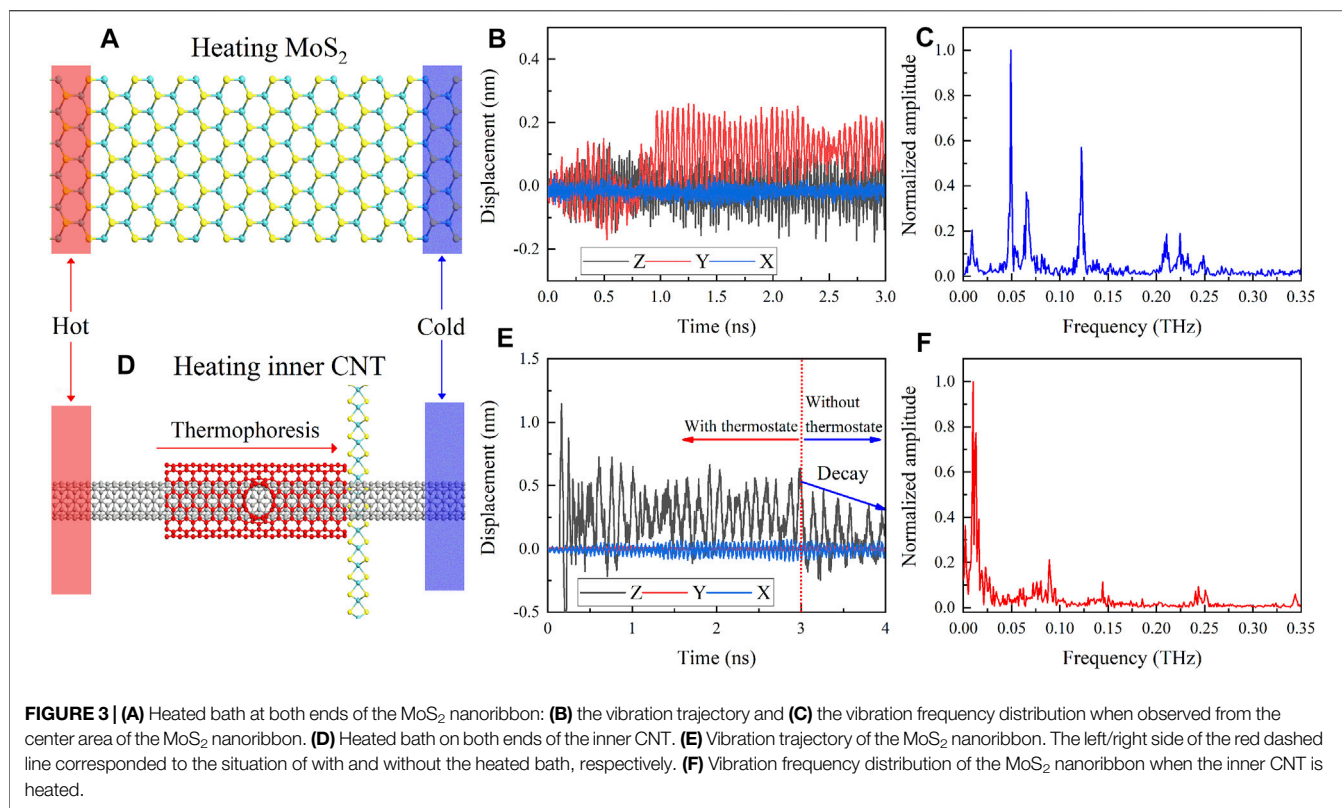 A
Heating MoS₂
Hot
Cold
B
Displacement (nm)
0.4
0.2
0.0
-0.2
Z Y X
0.0 0.5 1.0 1.5 2.0 2.5 3.0
Time (ns)
C
Normalized amplitude
1.0
0.8
0.6
0.4
0.2
0.0
0.00 0.05 0.10 0.15 0.20 0.25 0.30 0.35
Frequency (THz)
D
Heating inner CNT
Thermophoresis
E
Displacement (nm)
1.5
1.0
0.5
0.0
-0.5
With thermostate
Without
thermostate
Decay
Z Y X
0 1 2 3 4
Time (ns)
F
Normalized amplitude
1.0
0.8
0.6
0.4
0.2
0.0
0.00 0.05 0.10 0.15 0.20 0.25 0.30 0.35
Frequency (THz)
FIGURE 3 | (A) Heated bath at both ends of the MoS₂ nanoribbon: (B) the vibration trajectory and (C) the vibration frequency distribution when observed from the
center area of the MoS₂ nanoribbon. (D) Heated bath on both ends of the inner CNT. (E) Vibration trajectory of the MoS₂ nanoribbon. The left/right side of the red dashed
line corresponded to the situation of with and without the heated bath, respectively. (F) Vibration frequency distribution of the MoS₂ nanoribbon when the inner CNT is
heated.